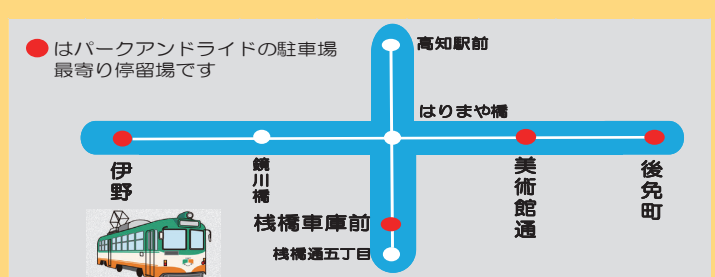 はパークアンドライドの駐車場
最寄り停留場です
高知駅前
はりまや橋
伊野
鏡川橋
美術館通
後免町
桟橋車庫前
桟橋通五丁目